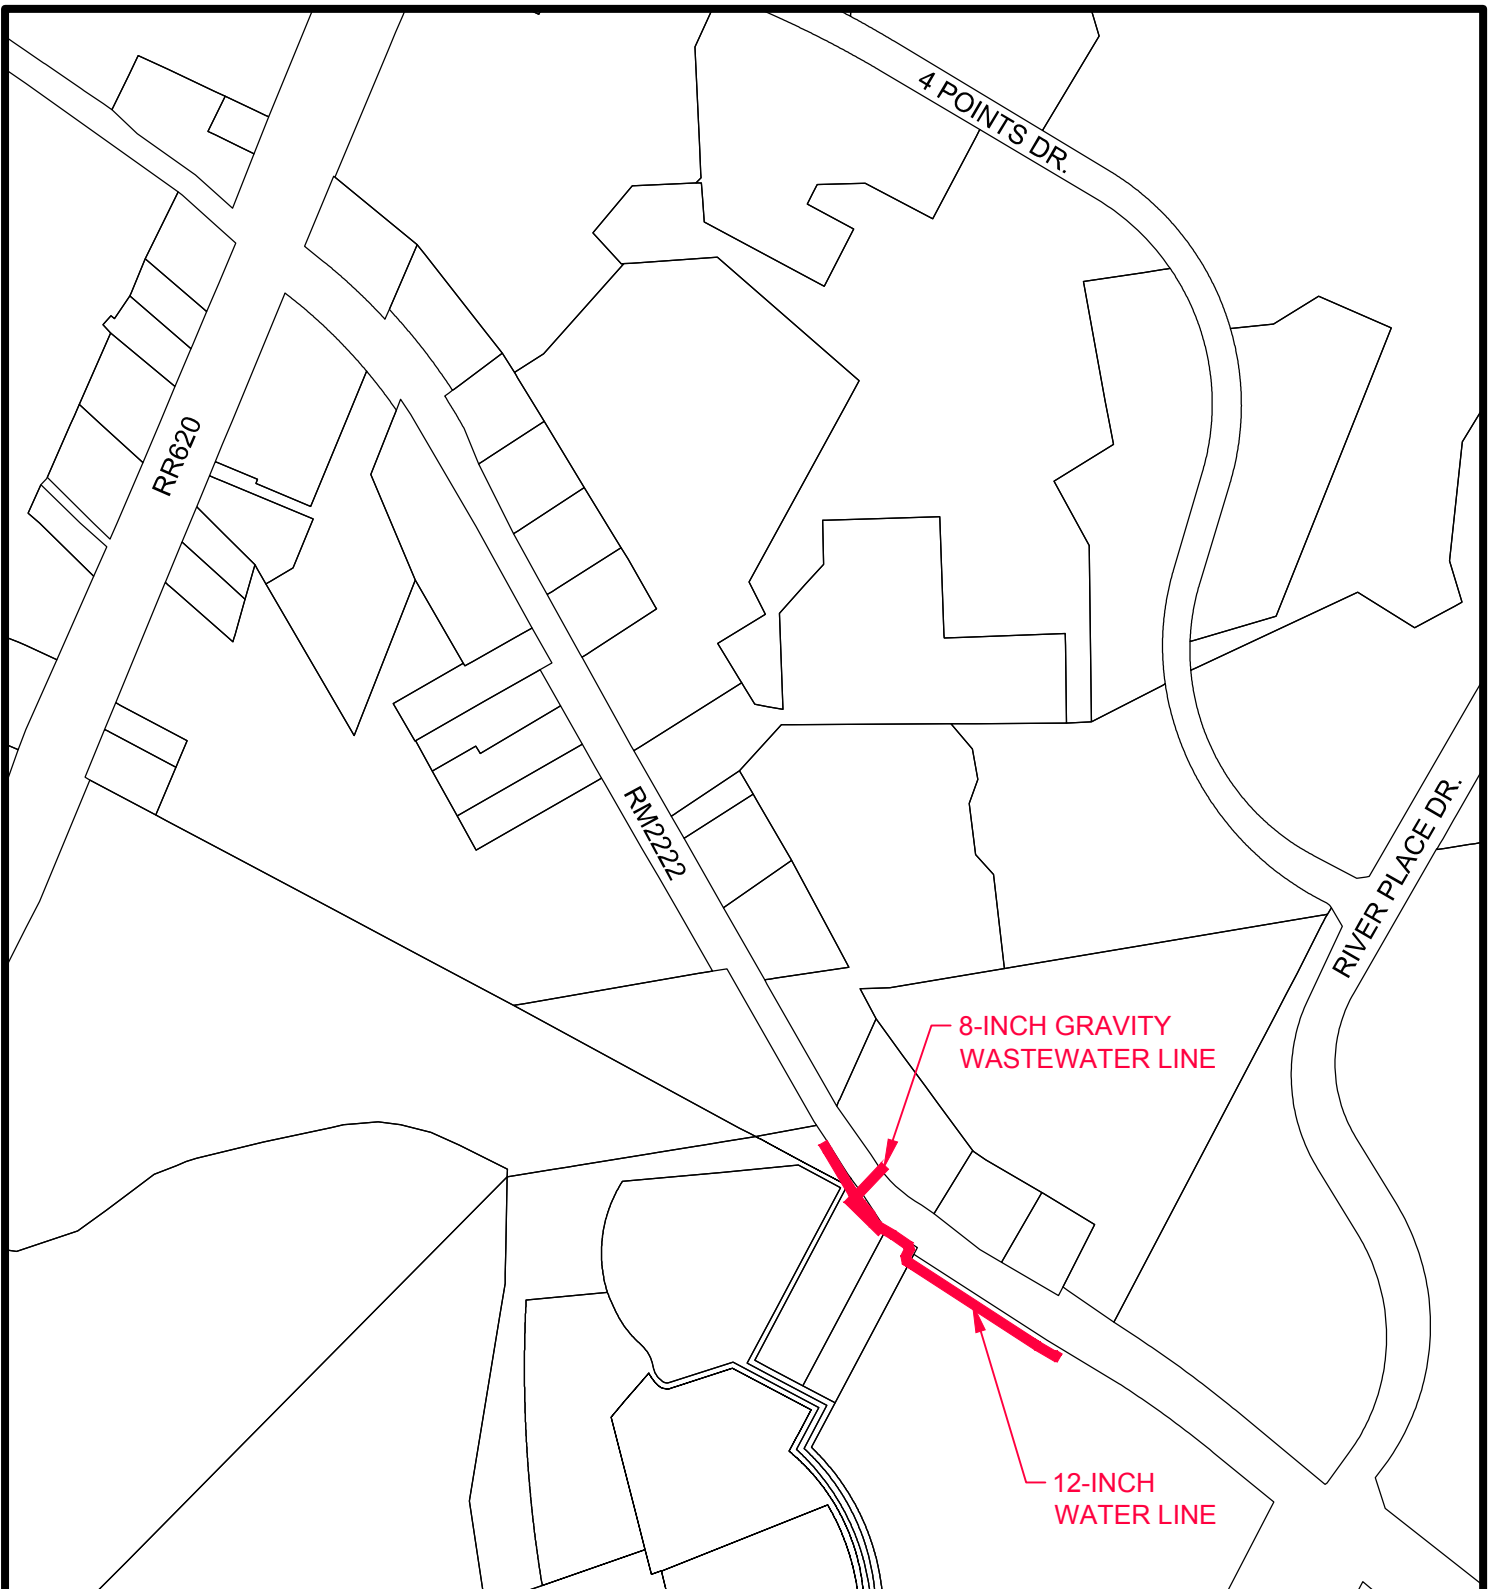 4 POINTS DR.
RR620
RM2222
RIVER PLACE DR.
8-INCH GRAVITY
WASTEWATER LINE
12-INCH
WATER LINE